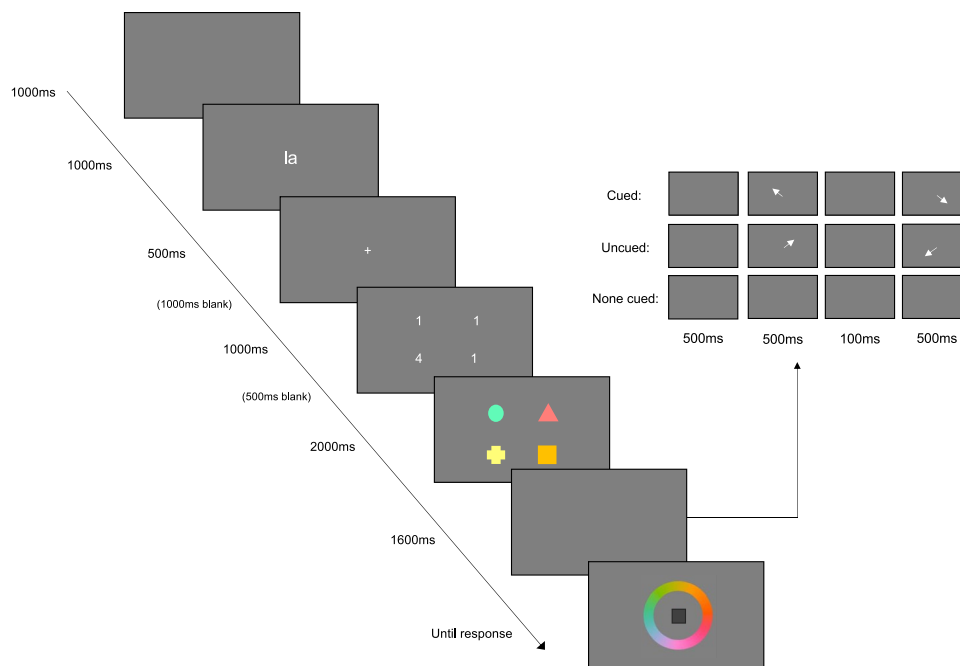 1000ms
la
1000ms
+
500ms
(1000ms blank)
1 1
4 1
1000ms
(500ms blank)
2000ms
1600ms
Until response
Cued:
Uncued:
None cued:
500ms 500ms 100ms 500ms